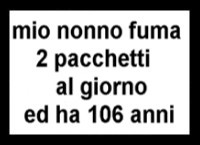 mio nonno fuma
2 pacchetti
al giorno
ed ha 106 anni